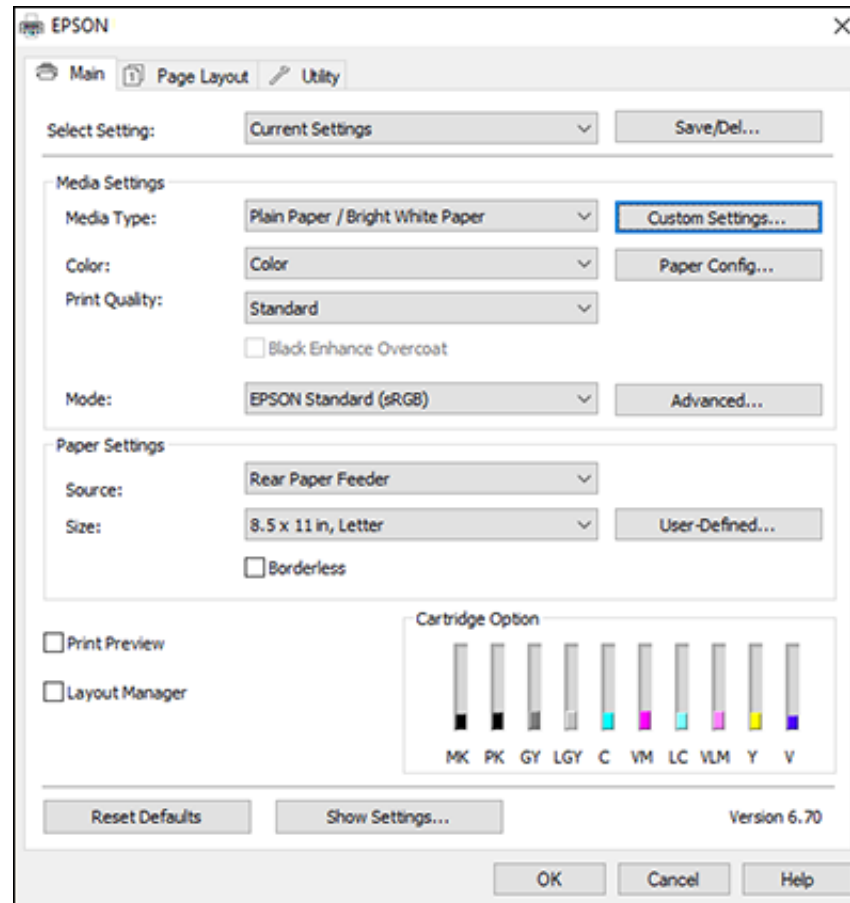 EPSON
Main Page Layout Utility
Select Setting: Current Settings Save/Del...
Media Settings
Media Type: Plain Paper / Bright White Paper Custom Settings...
Color: Color Paper Config...
Print Quality: Standard
Black Enhance Overcoat
Mode: EPSON Standard (sRGB) Advanced...
Paper Settings
Source: Rear Paper Feeder
Size: 8.5 x 11 in, Letter User-Defined...
Borderless
Cartridge Option
Print Preview
Layout Manager
MK PK GY LGY C VM LC VLM Y V
Reset Defaults Show Settings... Version 6.70
OK Cancel Help